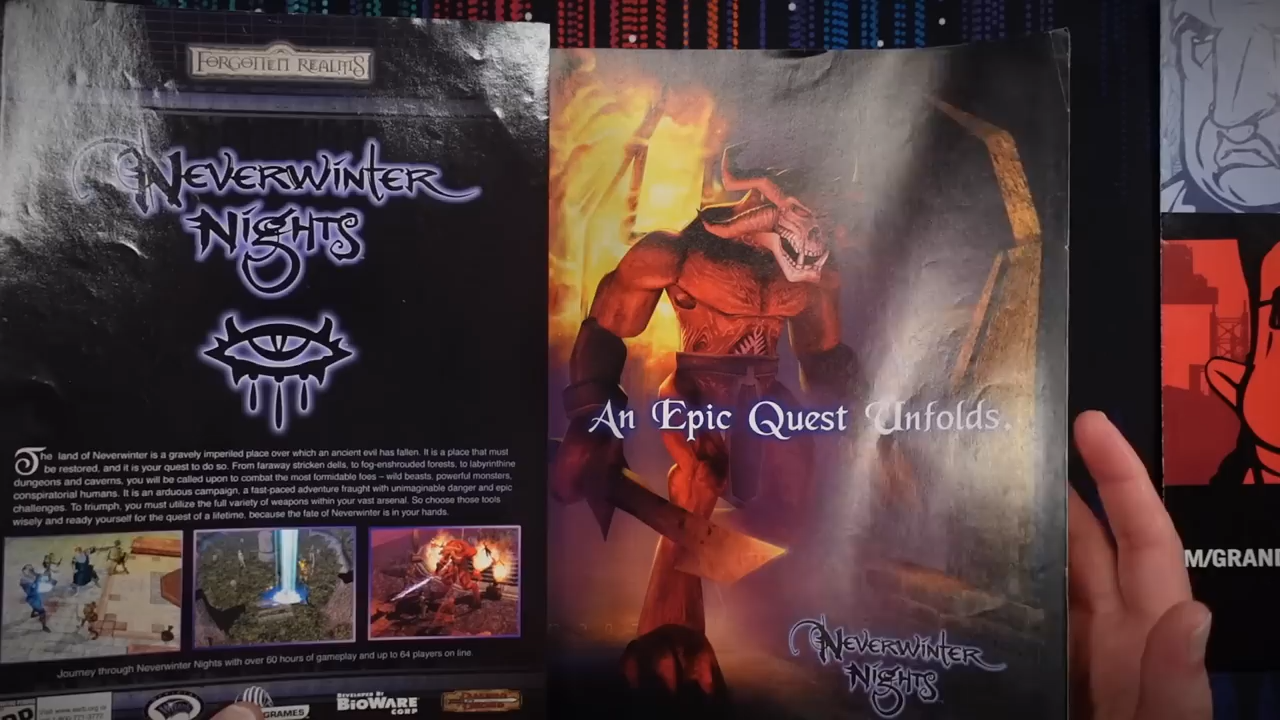 FORGOTTEN REALMS
NEVERWINTER
NIGHTS
The land of Neverwinter is a gravely imperiled place over which an ancient evil has fallen. It is a place that must
be restored, and it is your quest to do so. From faraway stricken dells, to fog-enshrouded forests, to labyrinthine
dungeons and caverns, you will be called upon to combat the most formidable foes – wild beasts, powerful monsters,
conspiratorial humans. It is an arduous campaign, a fast-paced adventure fraught with unimaginable danger and epic
challenges. To triumph, you must utilize the full variety of weapons within your vast arsenal. So choose those tools
wisely and ready yourself for the quest of a lifetime, because the fate of Neverwinter is in your hands.
Journey through Neverwinter Nights with over 60 hours of gameplay and up to 64 players on line.
GAMES
DEVELOPED BY
BIOWARE
CORP
An Epic Quest Unfolds.
NEVERWINTER
NIGHTS
M/GRAN